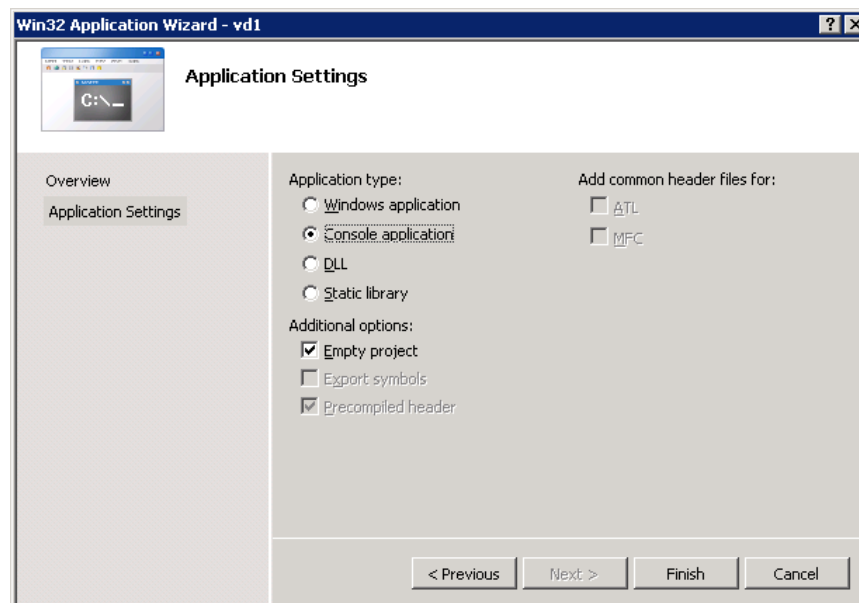 Win32 Application Wizard - vd1
C:\_
Application Settings
Overview
Application Settings
Application type:
Windows application
Console application
DLL
Static library
Additional options:
Empty project
Export symbols
Precompiled header
Add common header files for:
ATL
MFC
< Previous
Next >
Finish
Cancel